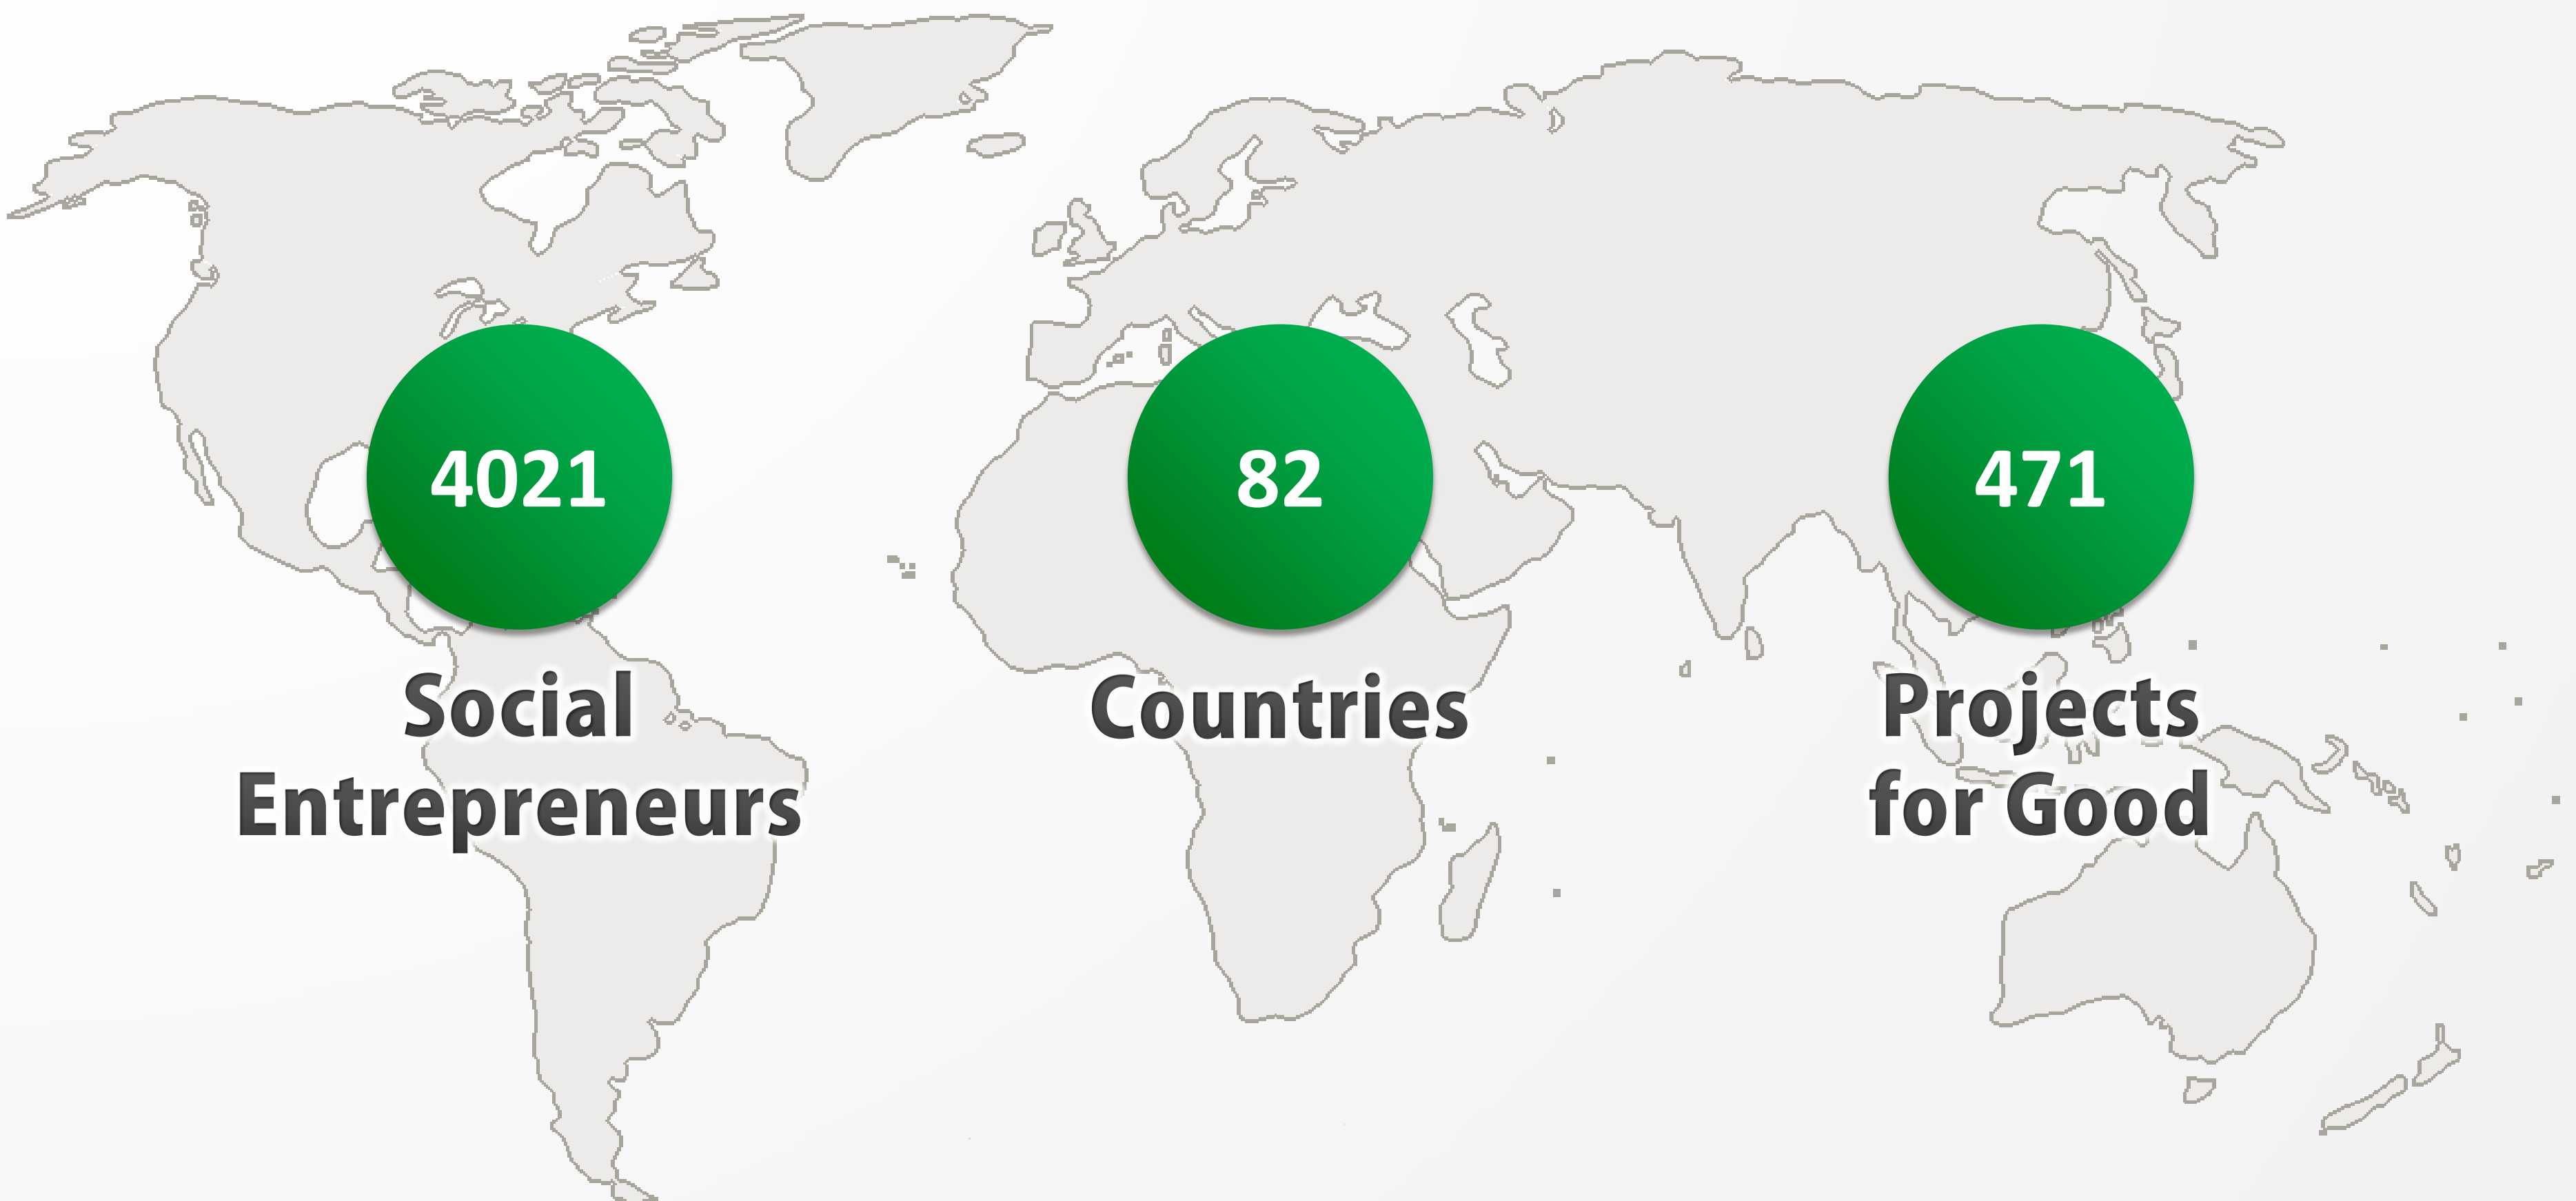 4021
82
471
Social
Entrepreneurs
Countries
Projects
for Good